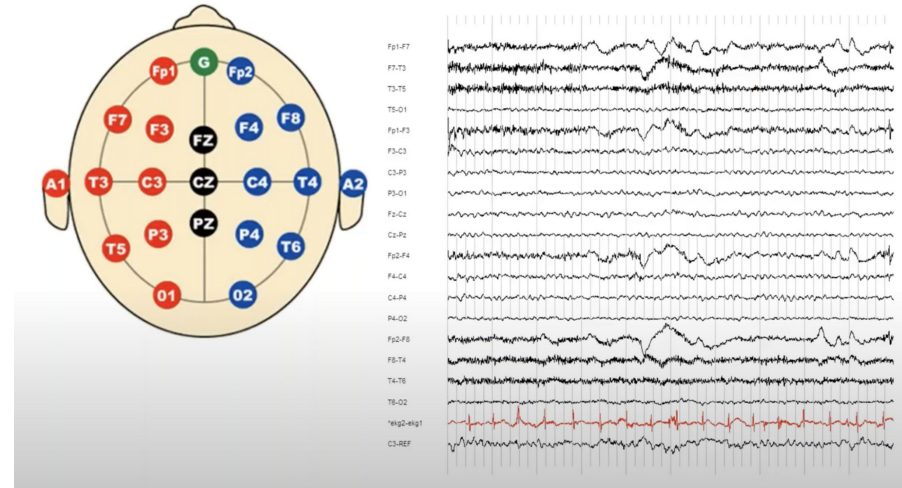 G
Fp1 Fp2
F7 F3 F4 F8
FZ
A1 T3 C3 CZ C4 T4 A2
PZ
T5 P3 P4 T6
01 02
Fp1-F7
F7-T3
T3-T5
T5-O1
Fp1-F3
F3-C3
C3-P3
P3-O1
Fz-Cz
Cz-Pz
Fp2-F4
F4-C4
C4-P4
P4-O2
Fp2-F8
F8-T4
T4-T6
T6-O2
*ekg2-ekg1
C3-REF